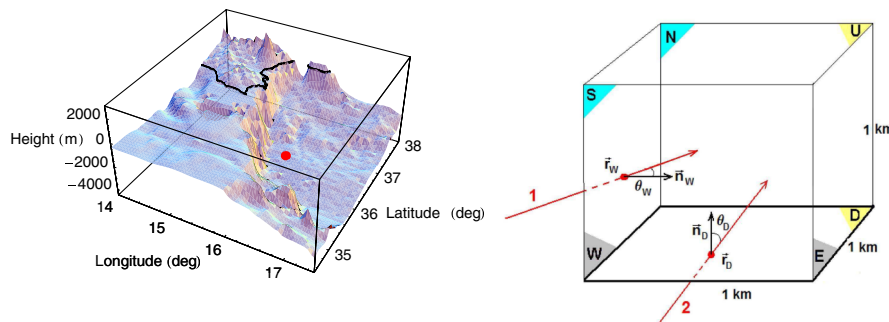 2000
Height (m) 0
−2000
−4000
14
15
16
17
Longitude (deg)
35
36
37
38
Latitude (deg)
N
U
S
1 km
r⃗W
θW
n⃗W
1
W
n⃗D
θD
r⃗D
D
E
1 km
1 km
2